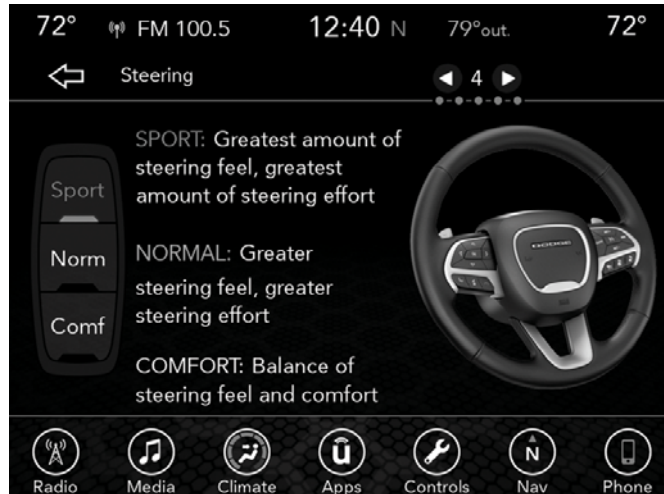 72° FM 100.5 12:40 N 79°out. 72°
Steering 4
SPORT: Greatest amount of
steering feel, greatest
amount of steering effort
Sport
NORMAL: Greater
steering feel, greater
steering effort
Norm
COMFORT: Balance of
steering feel and comfort
Comf
DODGE
Radio Media Climate Apps Controls Nav Phone